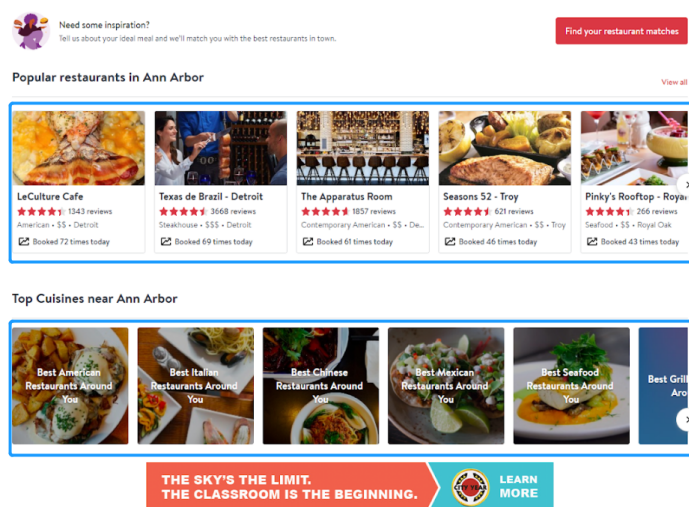 Need some inspiration?
Tell us about your ideal meal and we'll match you with the best restaurants in town.
Find your restaurant matches
Popular restaurants in Ann Arbor
View all
LeCulture Cafe
1343 reviews
American • $$ • Detroit
Booked 72 times today
Texas de Brazil - Detroit
3668 reviews
Steakhouse • $$$ • Detroit
Booked 69 times today
The Apparatus Room
1857 reviews
Contemporary American • $$ • De...
Booked 61 times today
Seasons 52 - Troy
621 reviews
Contemporary American • $$ • Troy
Booked 46 times today
Pinky's Rooftop - Royal
266 reviews
Seafood • $$ • Royal Oak
Booked 43 times today
Top Cuisines near Ann Arbor
Best American
Restaurants Around
You
Best Italian
Restaurants Around
You
Best Chinese
Restaurants Around
You
Best Mexican
Restaurants Around
You
Best Seafood
Restaurants Around
You
Best Grill
Aro
THE SKY'S THE LIMIT.
THE CLASSROOM IS THE BEGINNING.
CITY YEAR
LEARN
MORE